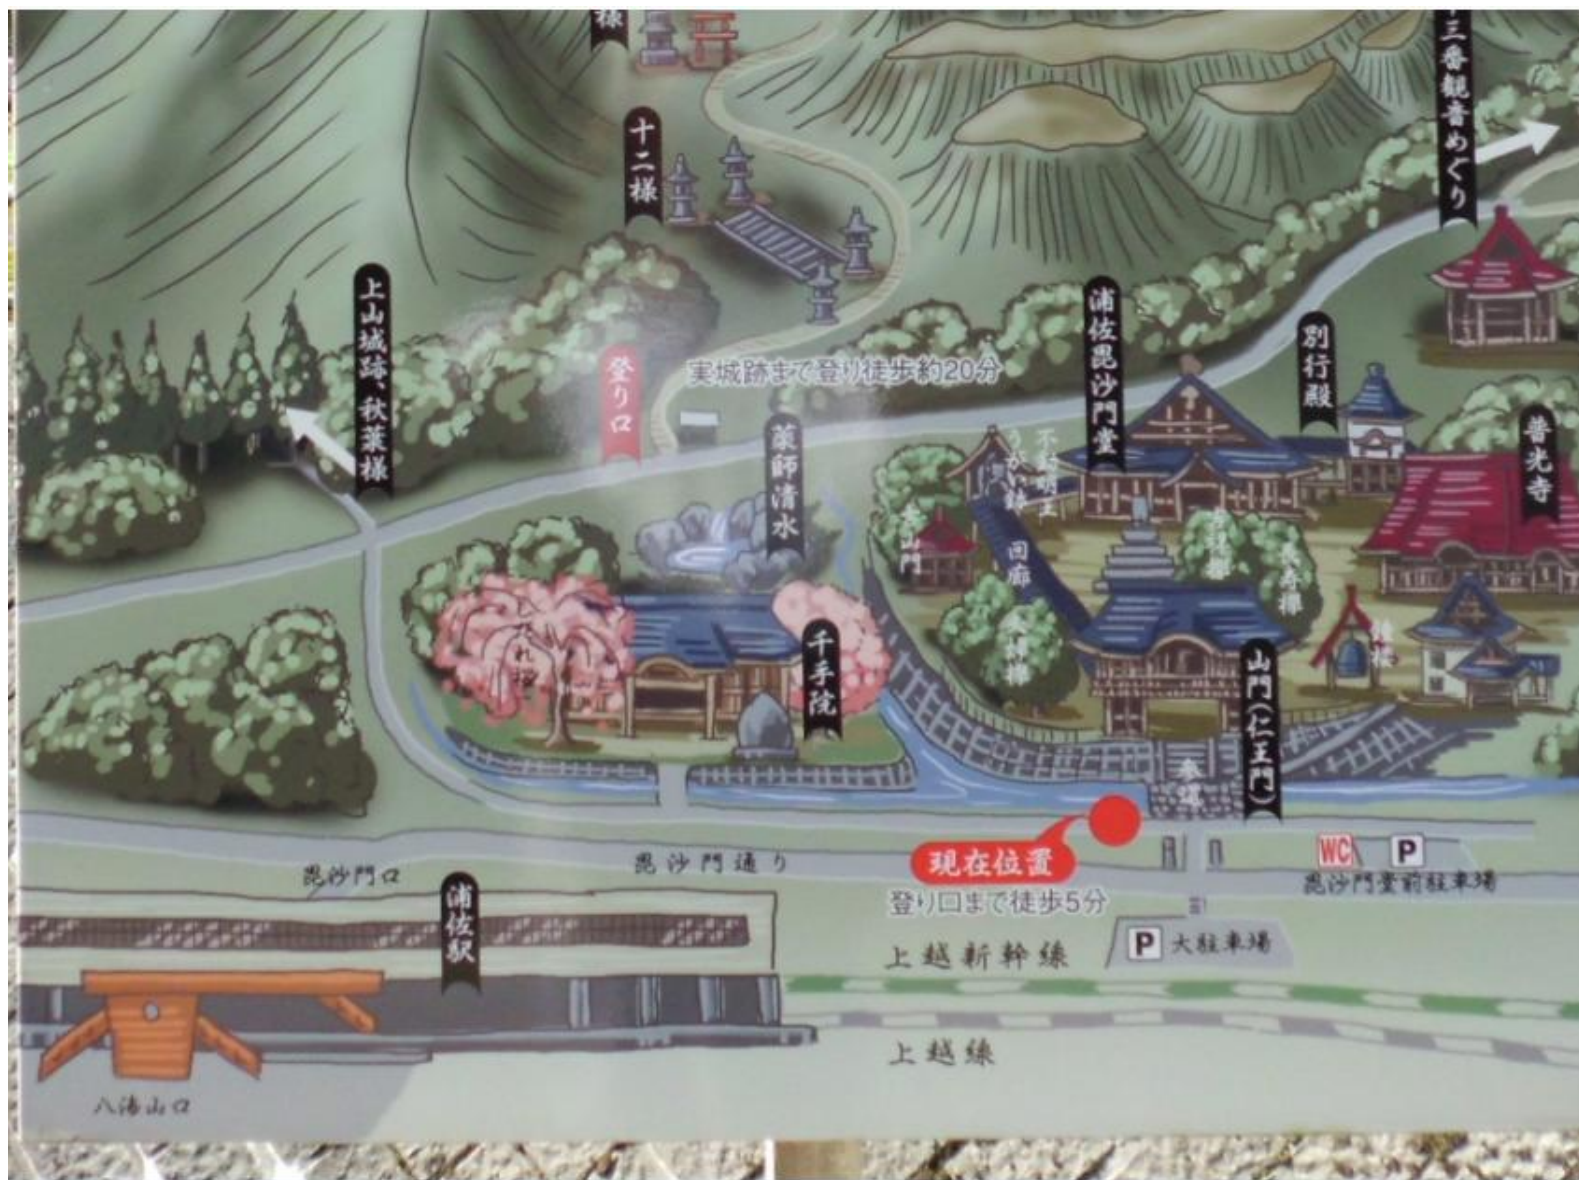 様
十二様
三番観音めぐり
上山城跡、秋葉様
登り口
実城跡まで登り徒歩約20分
薬師清水
浦佐毘沙門堂
別行殿
普光寺
不動明王
うがい鉢
回廊
千手院
山門(仁王門)
現在位置
登り口まで徒歩5分
WC
P
毘沙門堂前駐車場
毘沙門口
毘沙門通り
浦佐駅
P
大駐車場
上越新幹線
上越線
八海山口